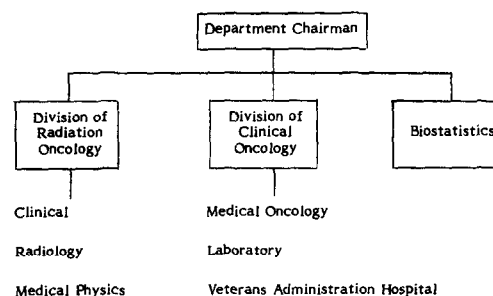 Department Chairman
Division of
Radiation
Oncology
Division of
Clinical
Oncology
Biostatistics
Clinical
Radiology
Medical Physics
Medical Oncology
Laboratory
Veterans Administration Hospital